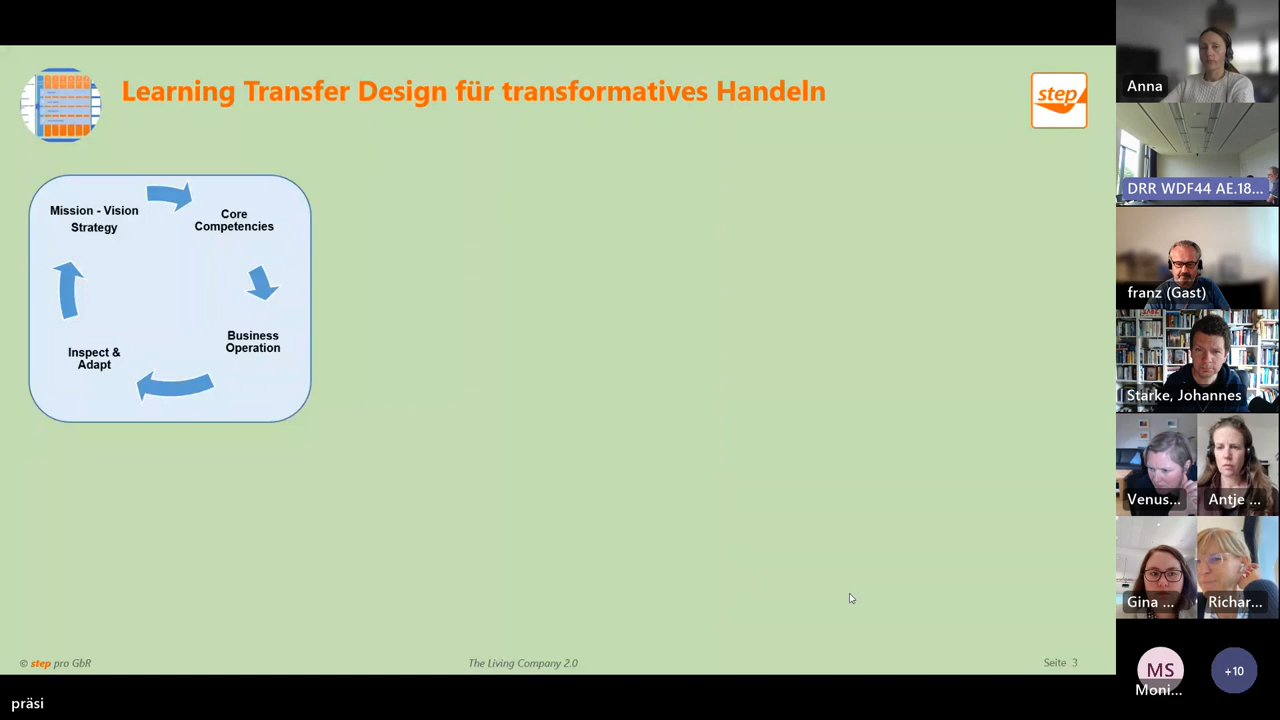 Learning Transfer Design für transformatives Handeln
step
Mission - Vision
Strategy
Core
Competencies
Business
Operation
Inspect &
Adapt
© step pro GbR
The Living Company 2.0
Seite 3
präsi
Anna
DRR WDF44 AE.18...
franz (Gast)
Starke, Johannes
Venus...
Antje ...
Gina ...
Richar...
MS
Moni...
+10